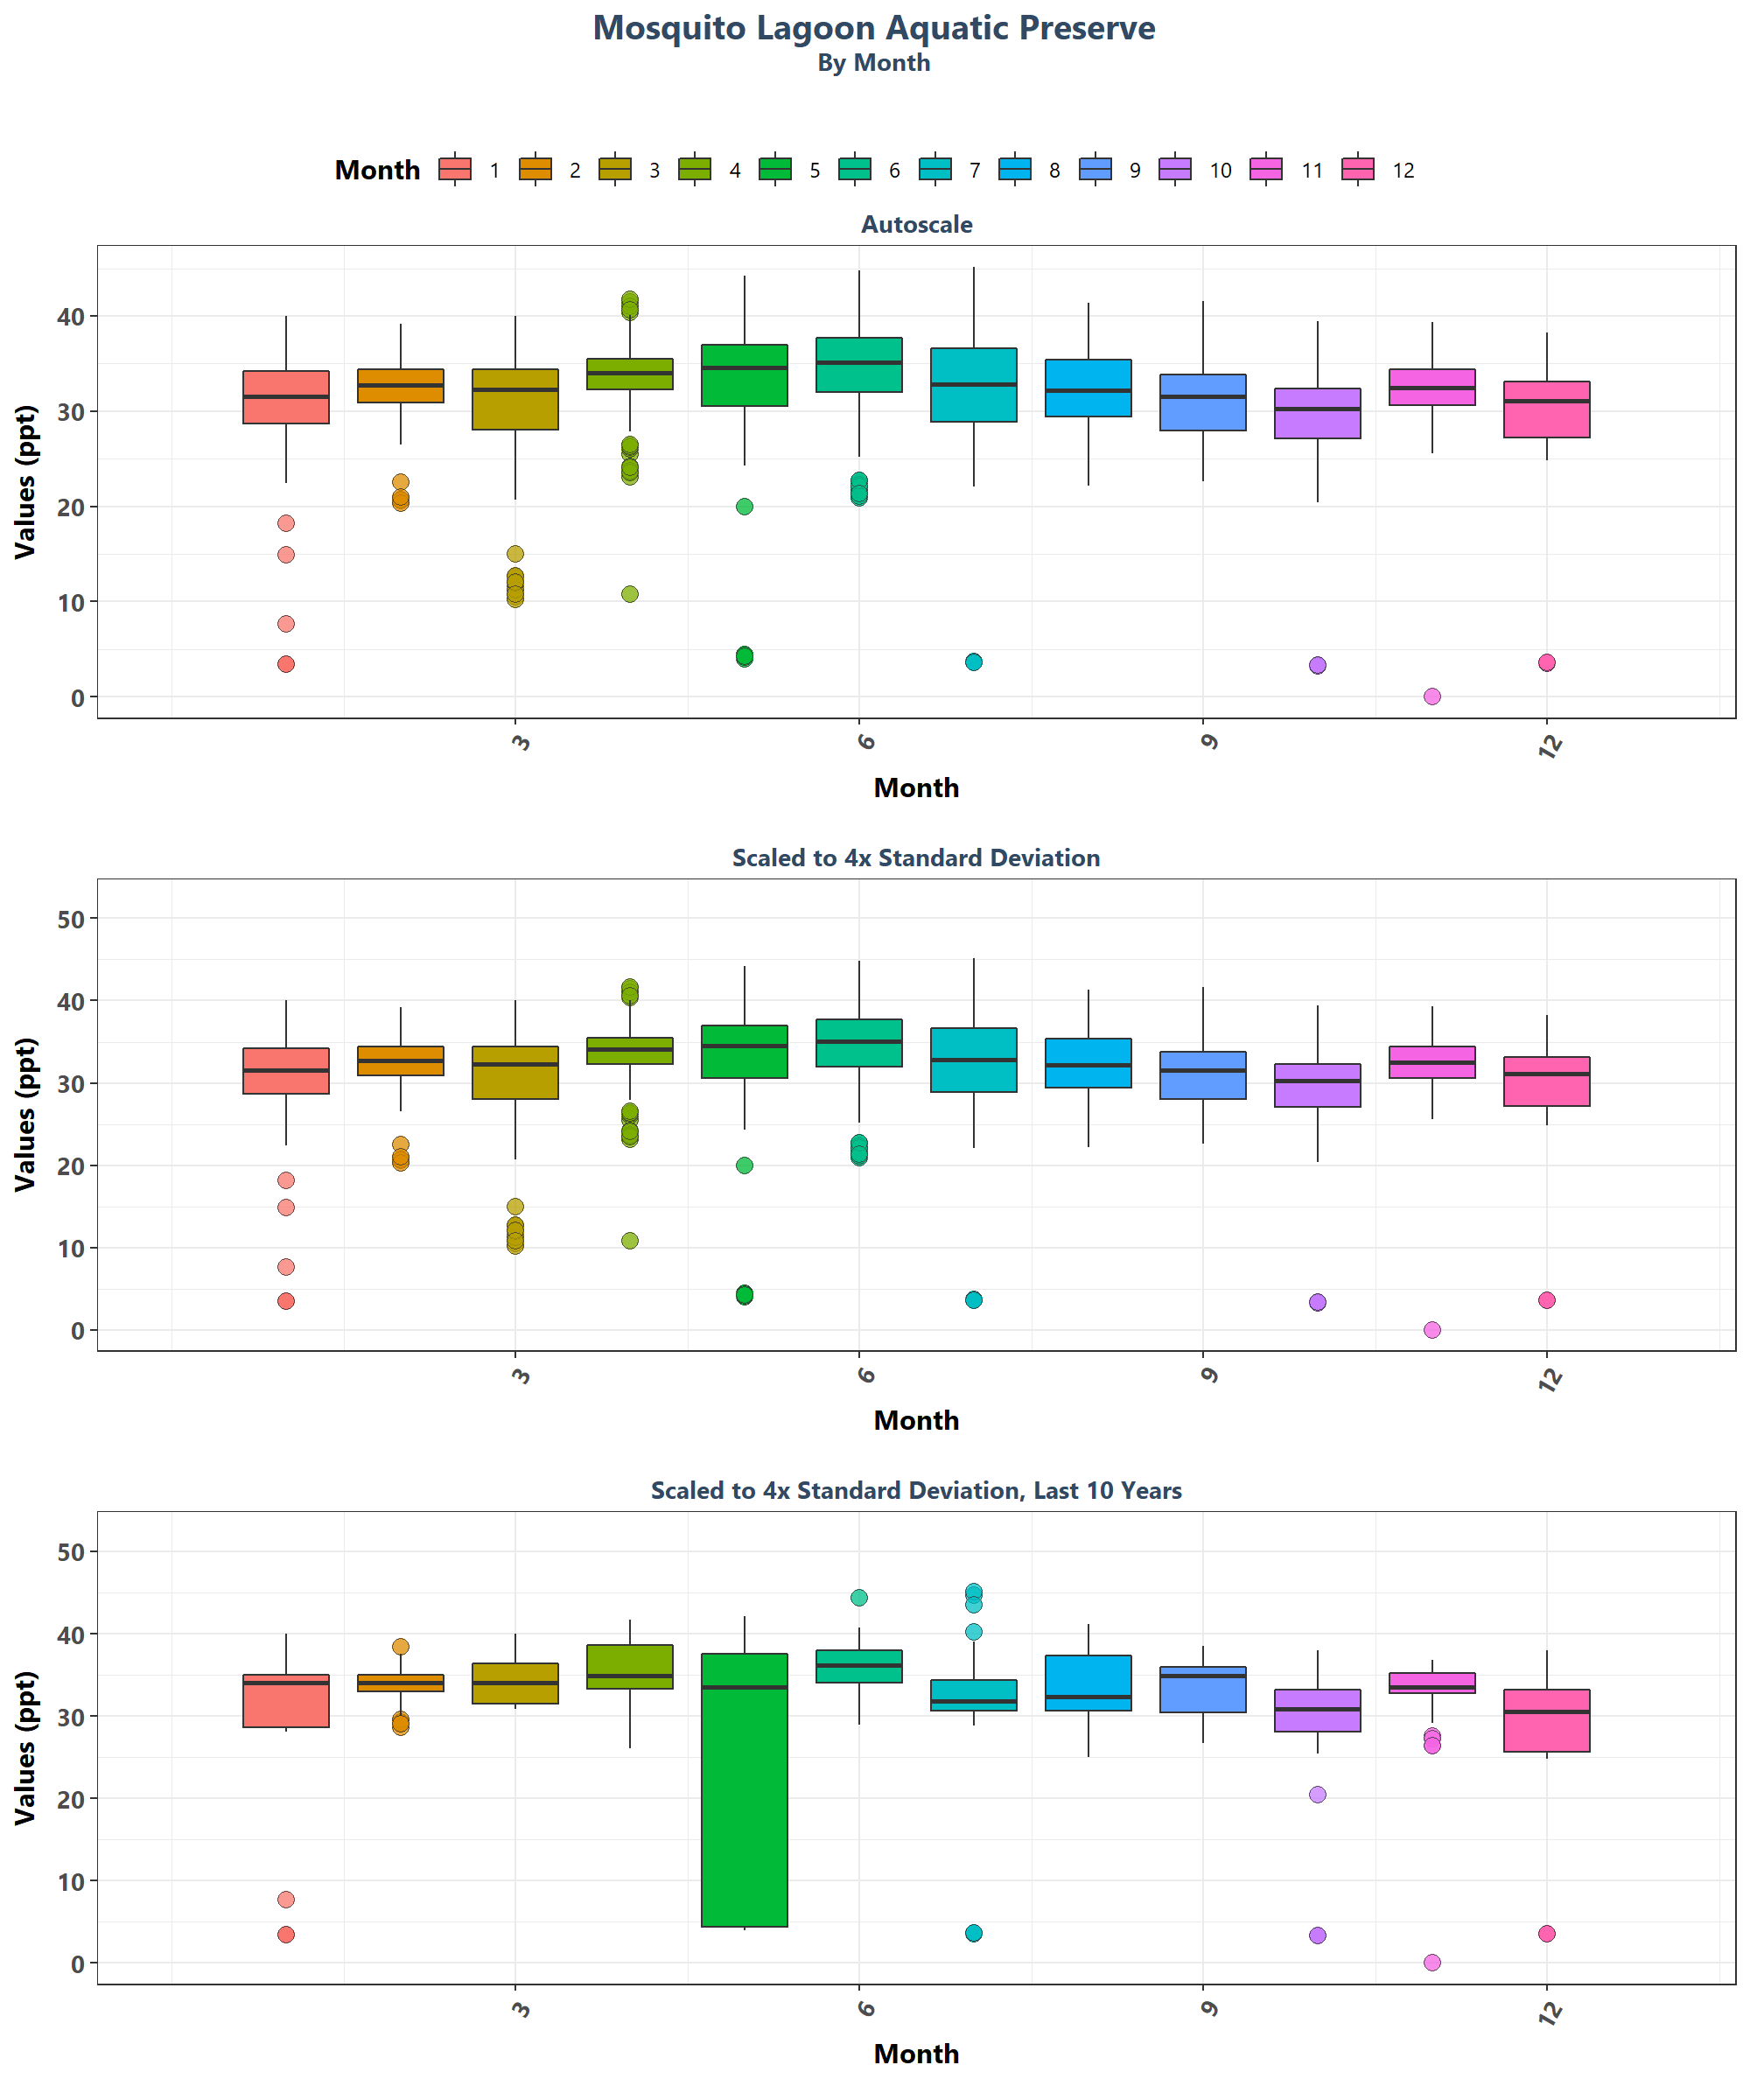 Mosquito Lagoon Aquatic Preserve
By Month
Month 1 2 3 4 5 6 7 8 9 10 11 12
Autoscale
Values (ppt)
40
30
20
10
0
3 6 9 12
Month
Scaled to 4x Standard Deviation
Values (ppt)
50
40
30
20
10
0
3 6 9 12
Month
Scaled to 4x Standard Deviation, Last 10 Years
Values (ppt)
50
40
30
20
10
0
3 6 9 12
Month